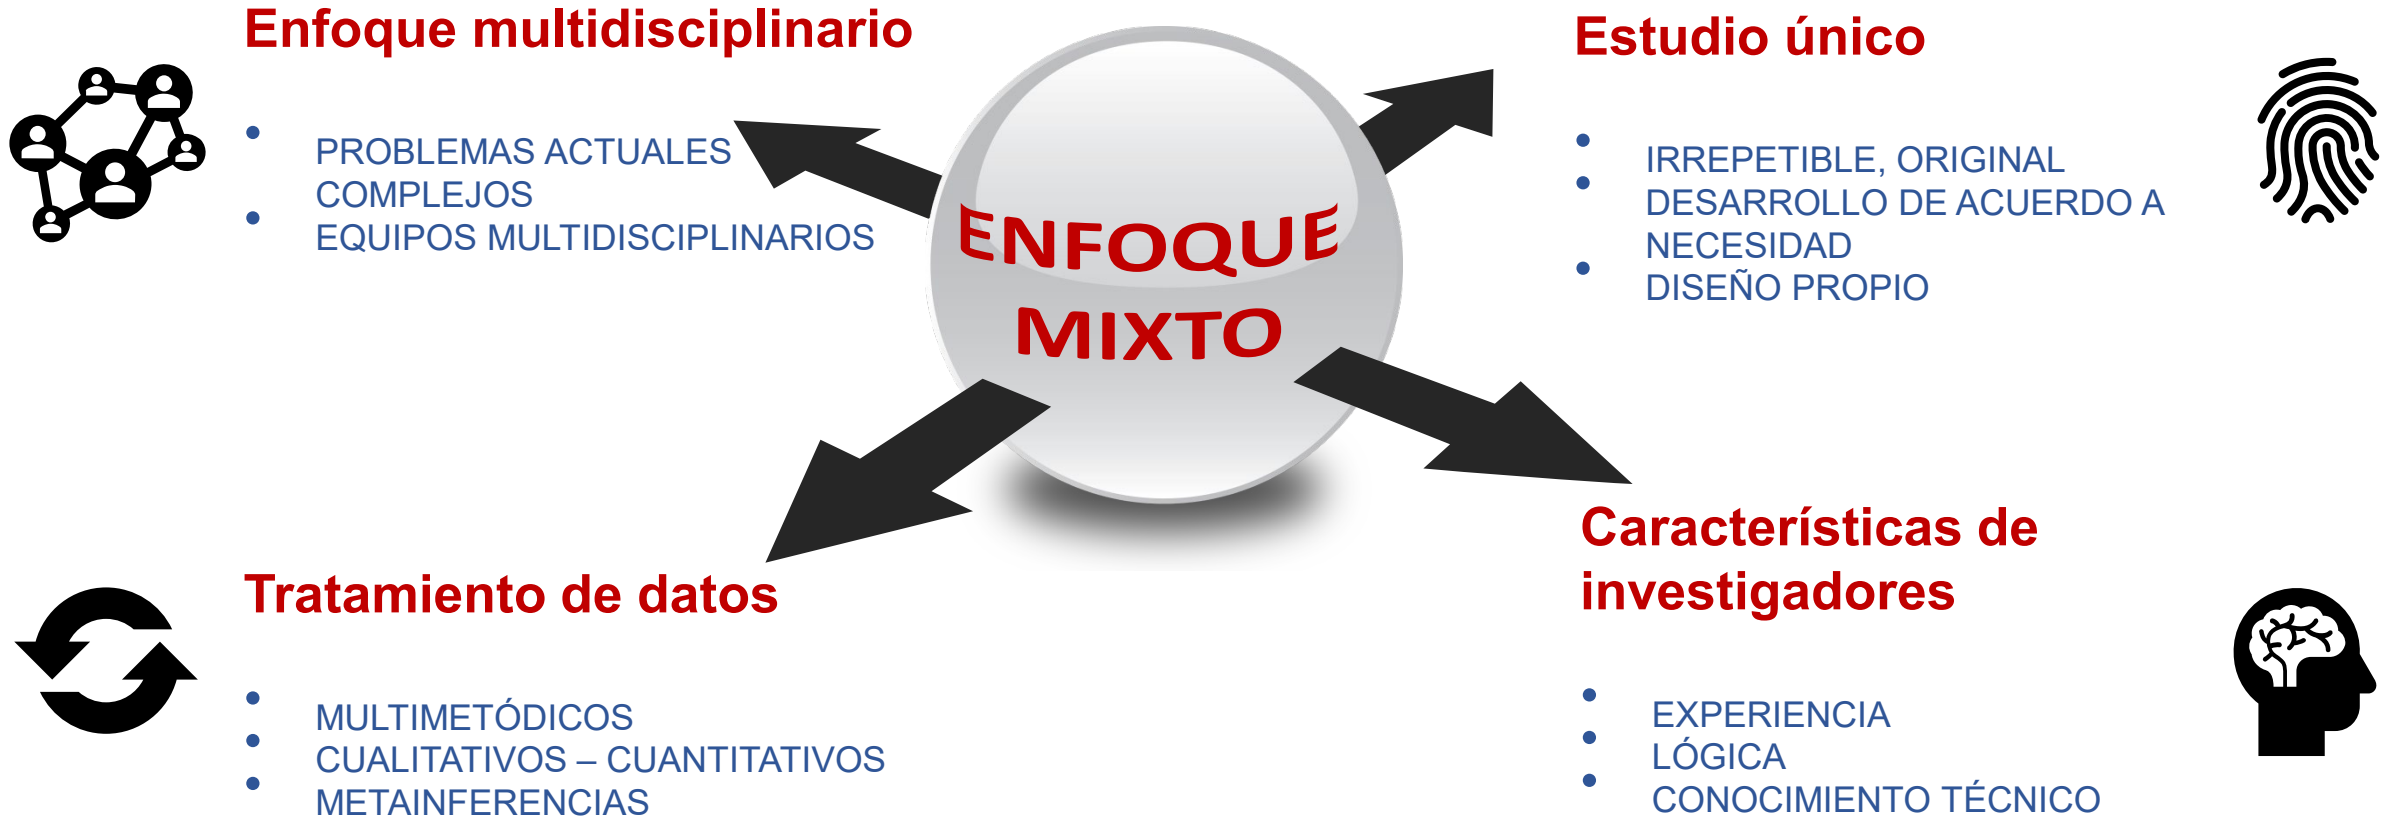 Enfoque multidisciplinario
• PROBLEMAS ACTUALES
COMPLEJOS
• EQUIPOS MULTIDISCIPLINARIOS
Estudio único
• IRREPETIBLE, ORIGINAL
• DESARROLLO DE ACUERDO A
NECESIDAD
• DISEÑO PROPIO
ENFOQUE
MIXTO
Tratamiento de datos
• MULTIMETÓDICOS
• CUALITATIVOS – CUANTITATIVOS
• METAINFERENCIAS
Características de
investigadores
• EXPERIENCIA
• LÓGICA
• CONOCIMIENTO TÉCNICO